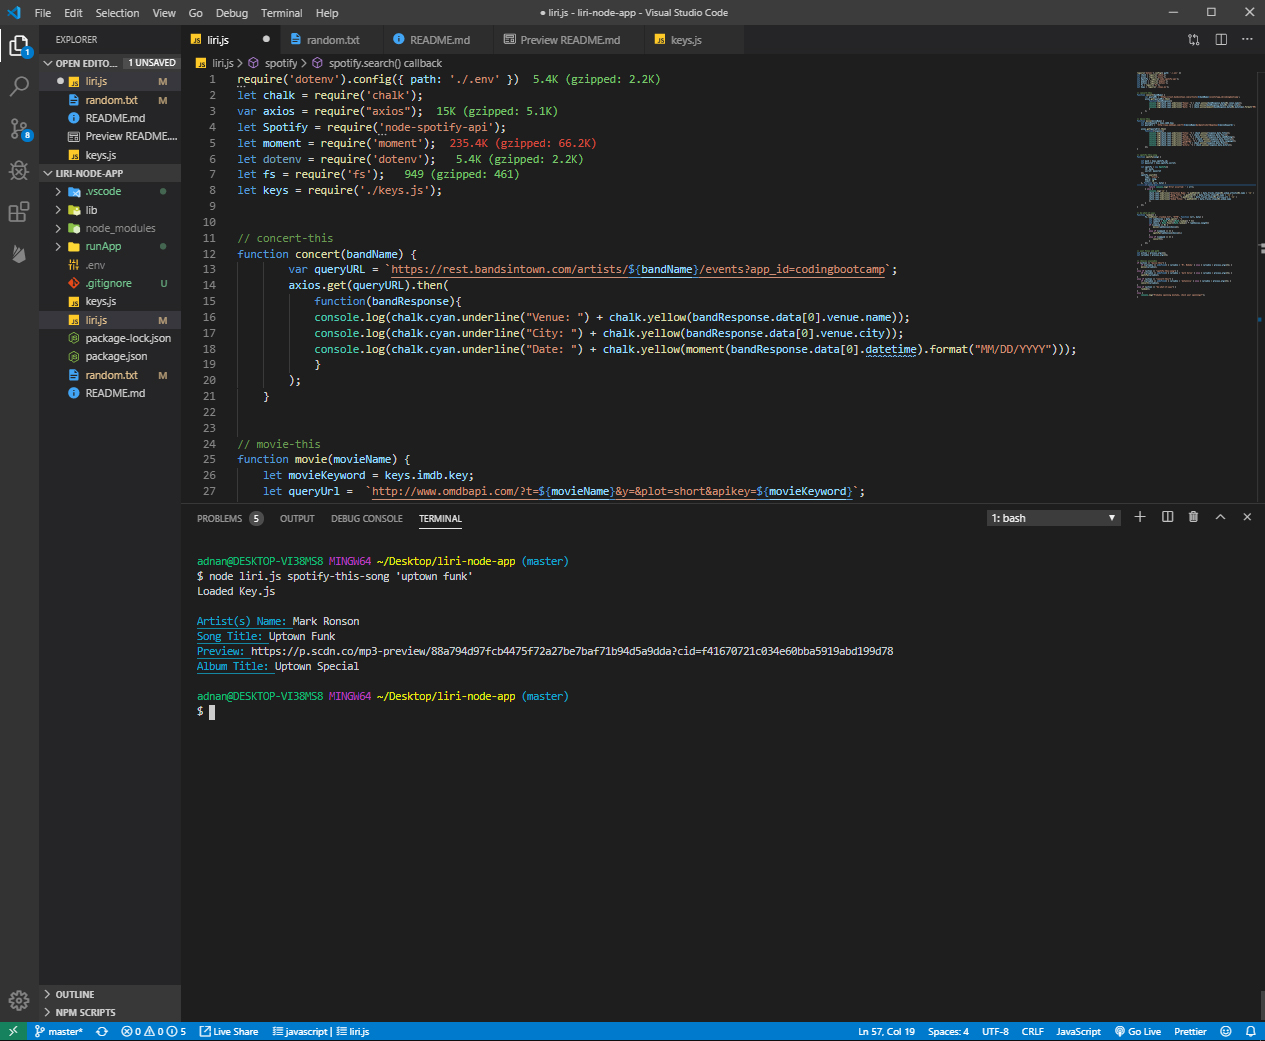 File Edit Selection View Go Debug Terminal Help
● liri.js - liri-node-app - Visual Studio Code
EXPLORER
OPEN EDITO... 1 UNSAVED
liri.js M
random.txt M
README.md
Preview README....
keys.js
LIRI-NODE-APP
.vscode
lib
node_modules
runApp
.env
.gitignore U
keys.js
liri.js M
package-lock.json
package.json
random.txt M
README.md
OUTLINE
NPM SCRIPTS
1
8
liri.js random.txt README.md Preview README.md keys.js
liri.js > spotify > spotify.search() callback
1 require('dotenv').config({ path: './.env' }) 5.4K (gzipped: 2.2K)
2 let chalk = require('chalk');
3 var axios = require("axios"); 15K (gzipped: 5.1K)
4 let Spotify = require('node-spotify-api');
5 let moment = require('moment'); 235.4K (gzipped: 66.2K)
6 let dotenv = require('dotenv'); 5.4K (gzipped: 2.2K)
7 let fs = require('fs'); 949 (gzipped: 461)
8 let keys = require('./keys.js');
9
10
11 // concert-this
12 function concert(bandName) {
13 var queryURL = `https://rest.bandsintown.com/artists/${bandName}/events?app_id=codingbootcamp`;
14 axios.get(queryURL).then(
15 function(bandResponse){
16 console.log(chalk.cyan.underline("Venue: ") + chalk.yellow(bandResponse.data[0].venue.name));
17 console.log(chalk.cyan.underline("City: ") + chalk.yellow(bandResponse.data[0].venue.city));
18 console.log(chalk.cyan.underline("Date: ") + chalk.yellow(moment(bandResponse.data[0].datetime).format("MM/DD/YYYY")));
19 }
20 );
21 }
22
23
24 // movie-this
25 function movie(movieName) {
26 let movieKeyword = keys.imdb.key;
27 let queryUrl = `http://www.omdbapi.com/?t=${movieName}&y=&plot=short&apikey=${movieKeyword}`;
PROBLEMS 5 OUTPUT DEBUG CONSOLE TERMINAL 1: bash
adnan@DESKTOP-VI38MS8 MINGW64 ~/Desktop/liri-node-app (master)
$ node liri.js spotify-this-song 'uptown funk'
Loaded Key.js
Artist(s) Name: Mark Ronson
Song Title: Uptown Funk
Preview: https://p.scdn.co/mp3-preview/88a794d97fcb4475f72a27be7baf71b94d5a9dda?cid=f41670721c034e60bba5919abd199d78
Album Title: Uptown Special
adnan@DESKTOP-VI38MS8 MINGW64 ~/Desktop/liri-node-app (master)
$
master* 0 0 5 Live Share javascript | liri.js Ln 57, Col 19 Spaces: 4 UTF-8 CRLF JavaScript Go Live Prettier